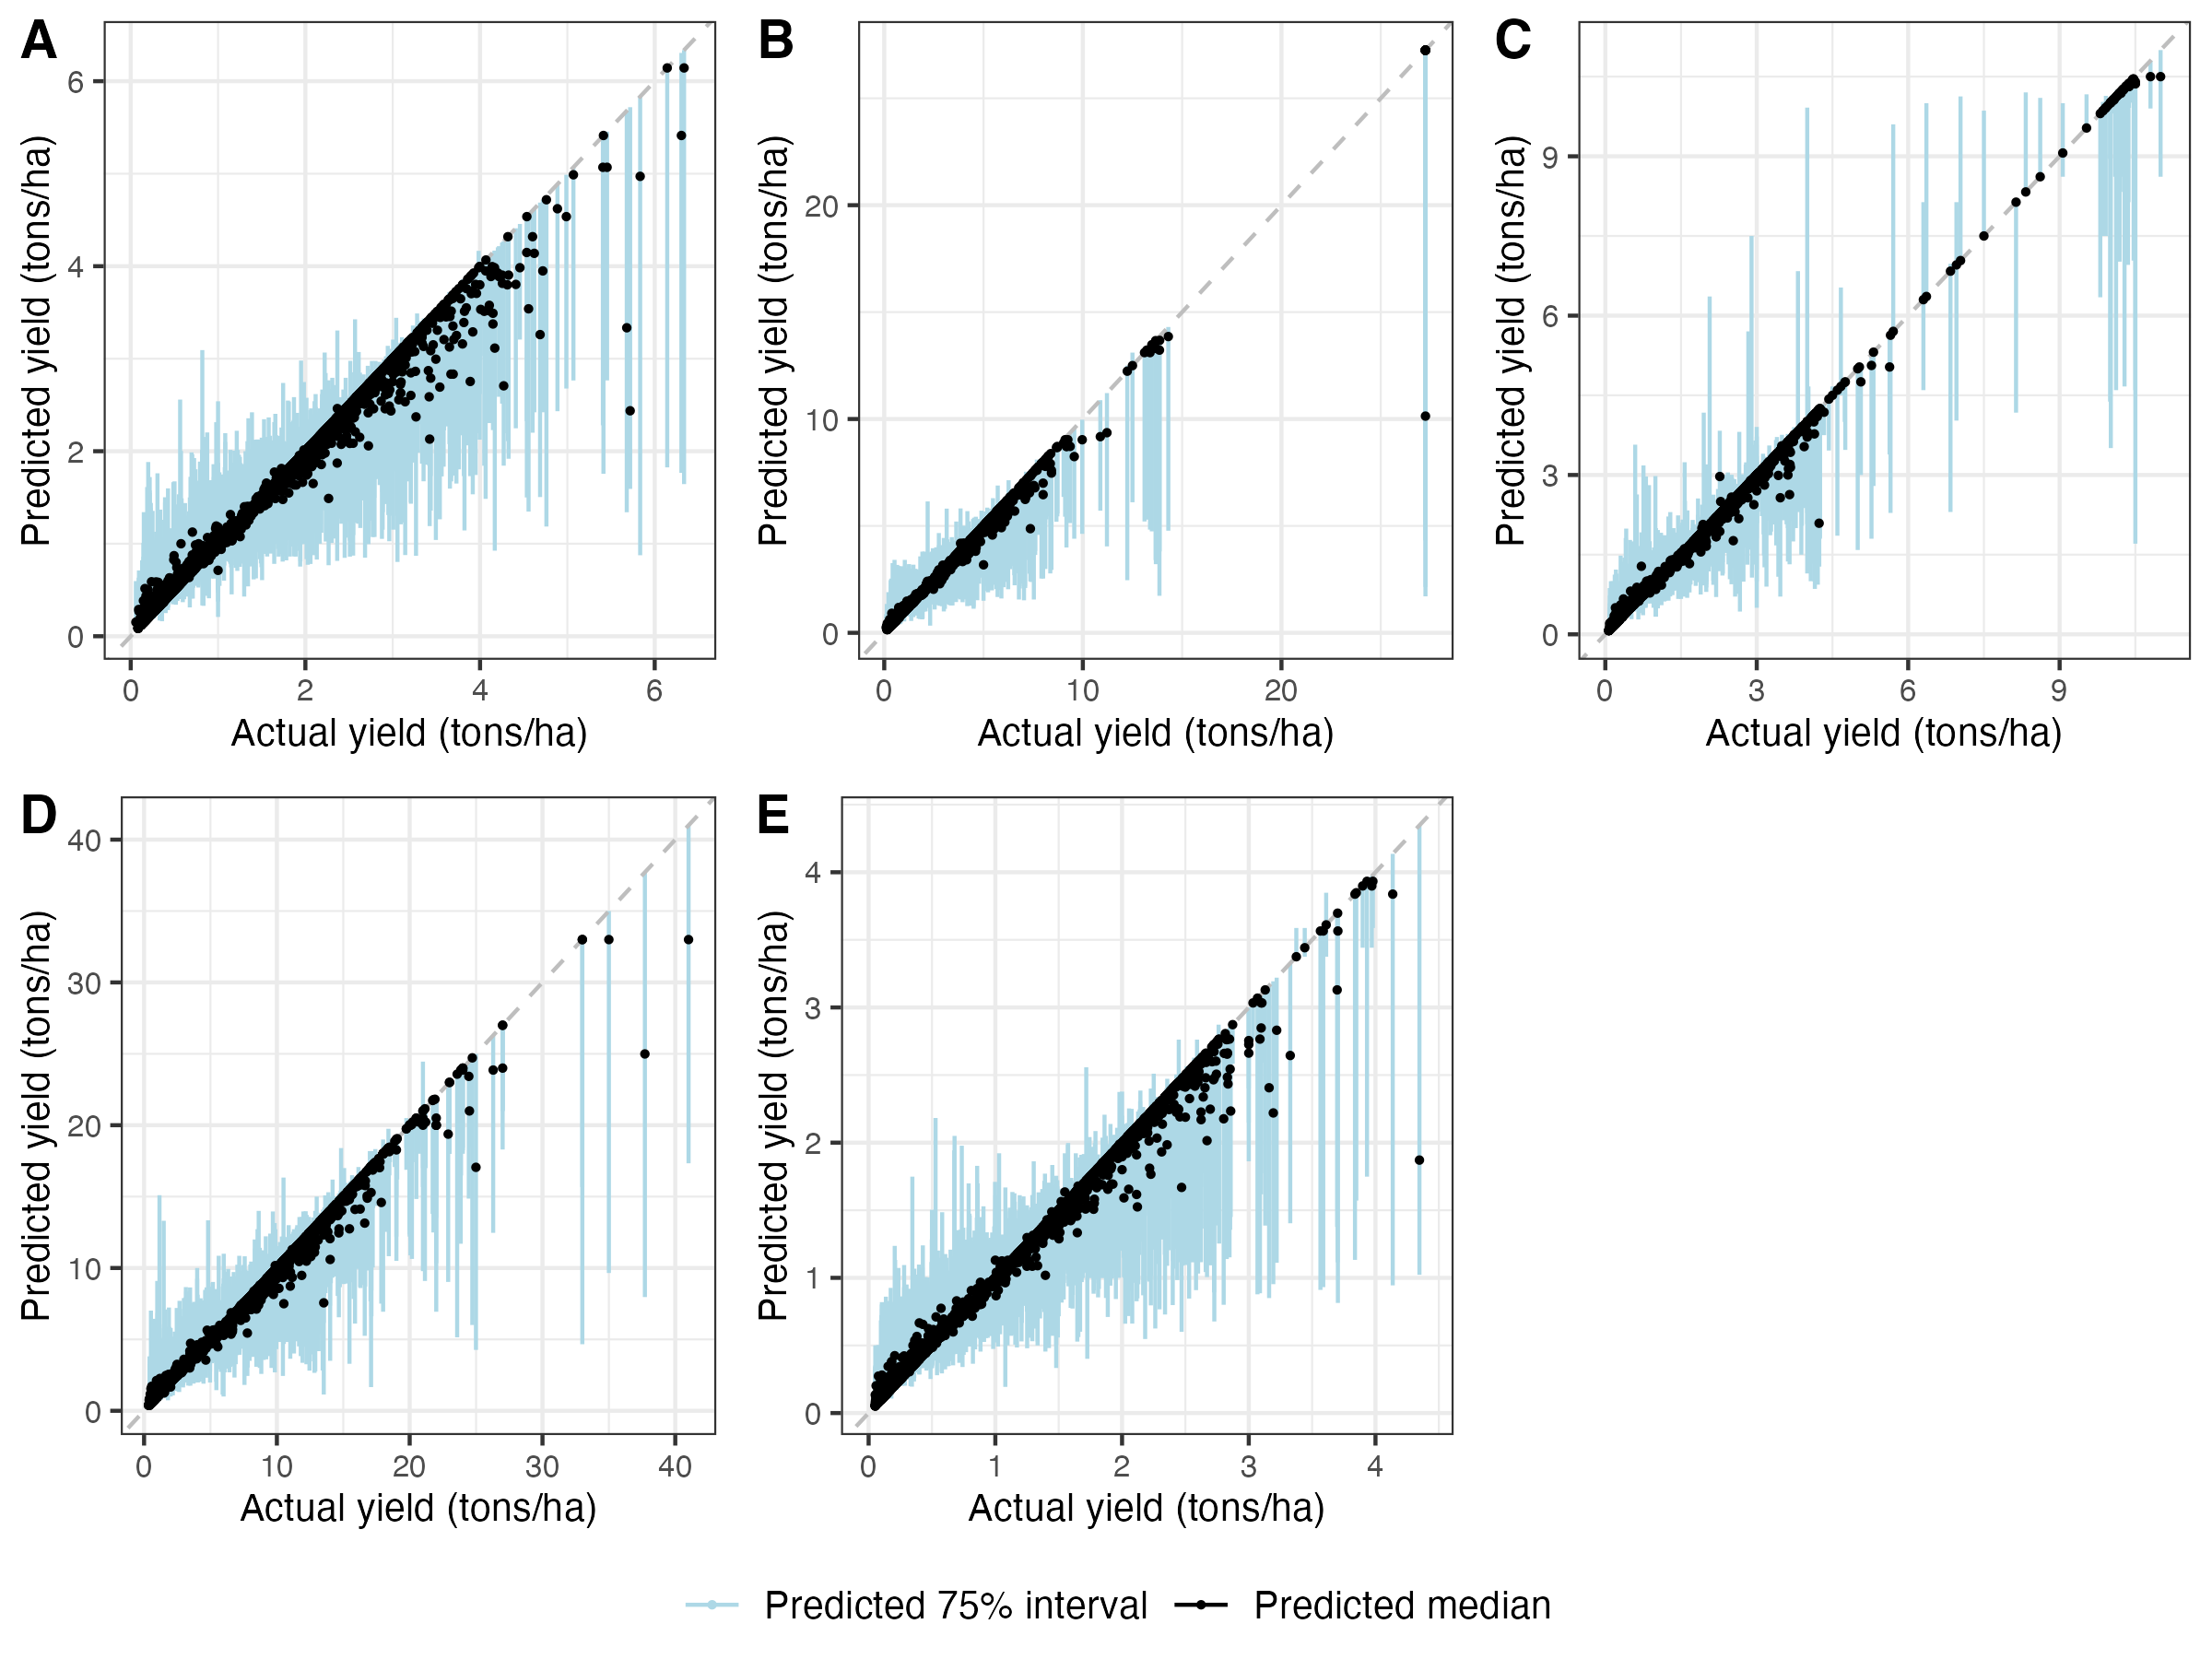 A
Predicted yield (tons/ha)
6
4
2
0
0 2 4 6
Actual yield (tons/ha)
B
Predicted yield (tons/ha)
20
10
0
0 10 20
Actual yield (tons/ha)
C
Predicted yield (tons/ha)
9
6
3
0
0 3 6 9
Actual yield (tons/ha)
D
Predicted yield (tons/ha)
40
30
20
10
0
0 10 20 30 40
Actual yield (tons/ha)
E
Predicted yield (tons/ha)
4
3
2
1
0
0 1 2 3 4
Actual yield (tons/ha)
Predicted 75% interval Predicted median